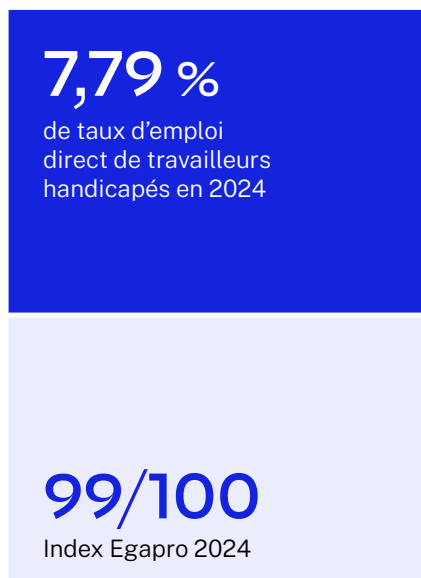 7,79 %
de taux d’emploi
direct de travailleurs
handicapés en 2024
99/100
Index Egapro 2024